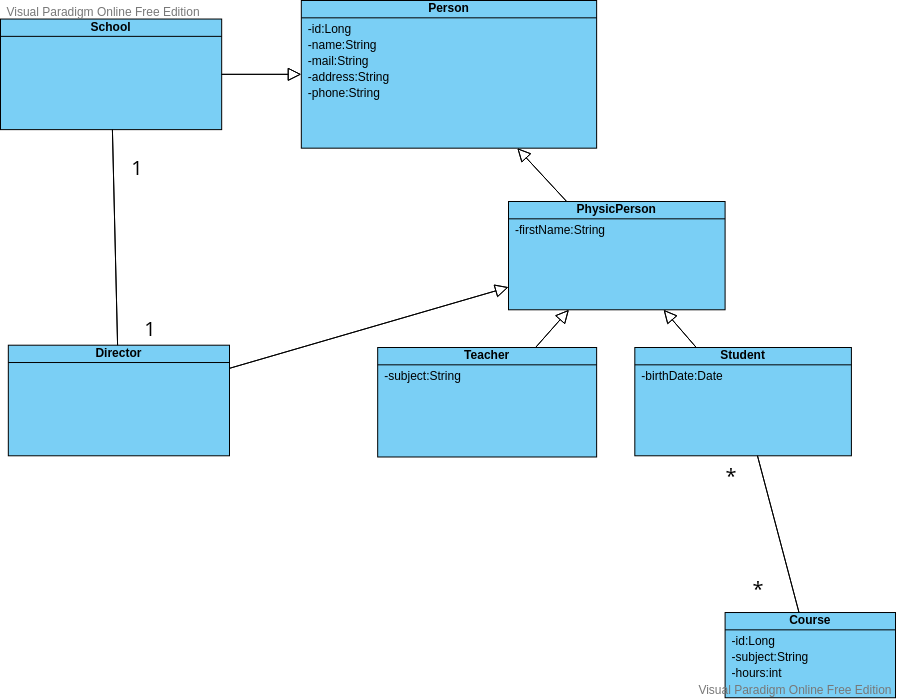 Visual Paradigm Online Free Edition
School
Person
-id:Long
-name:String
-mail:String
-address:String
-phone:String
1
PhysicPerson
-firstName:String
1
Director
Teacher
-subject:String
Student
-birthDate:Date
*
*
Course
-id:Long
-subject:String
-hours:int
Visual Paradigm Online Free Edition